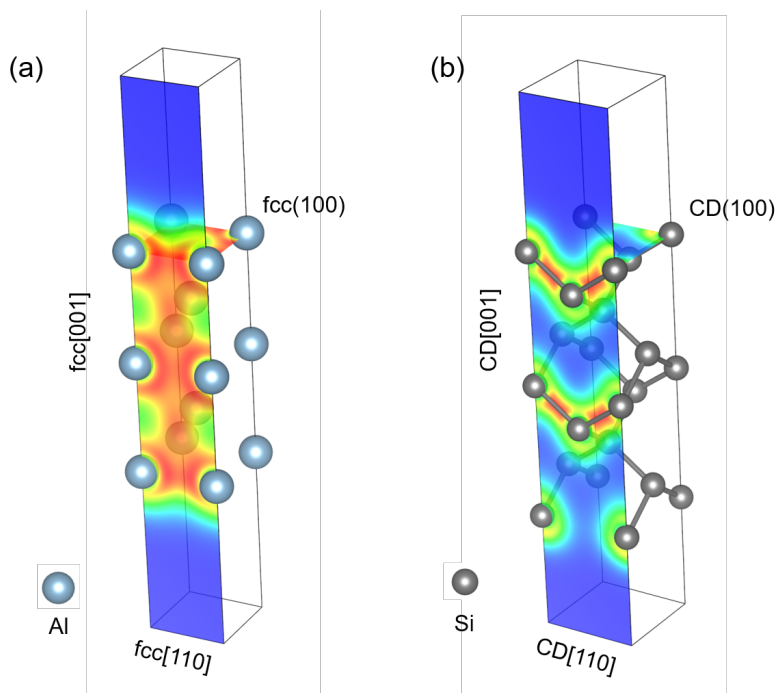 (a)
fcc(100)
fcc[001]
Al
fcc[110]
(b)
CD(100)
CD[001]
Si
CD[110]